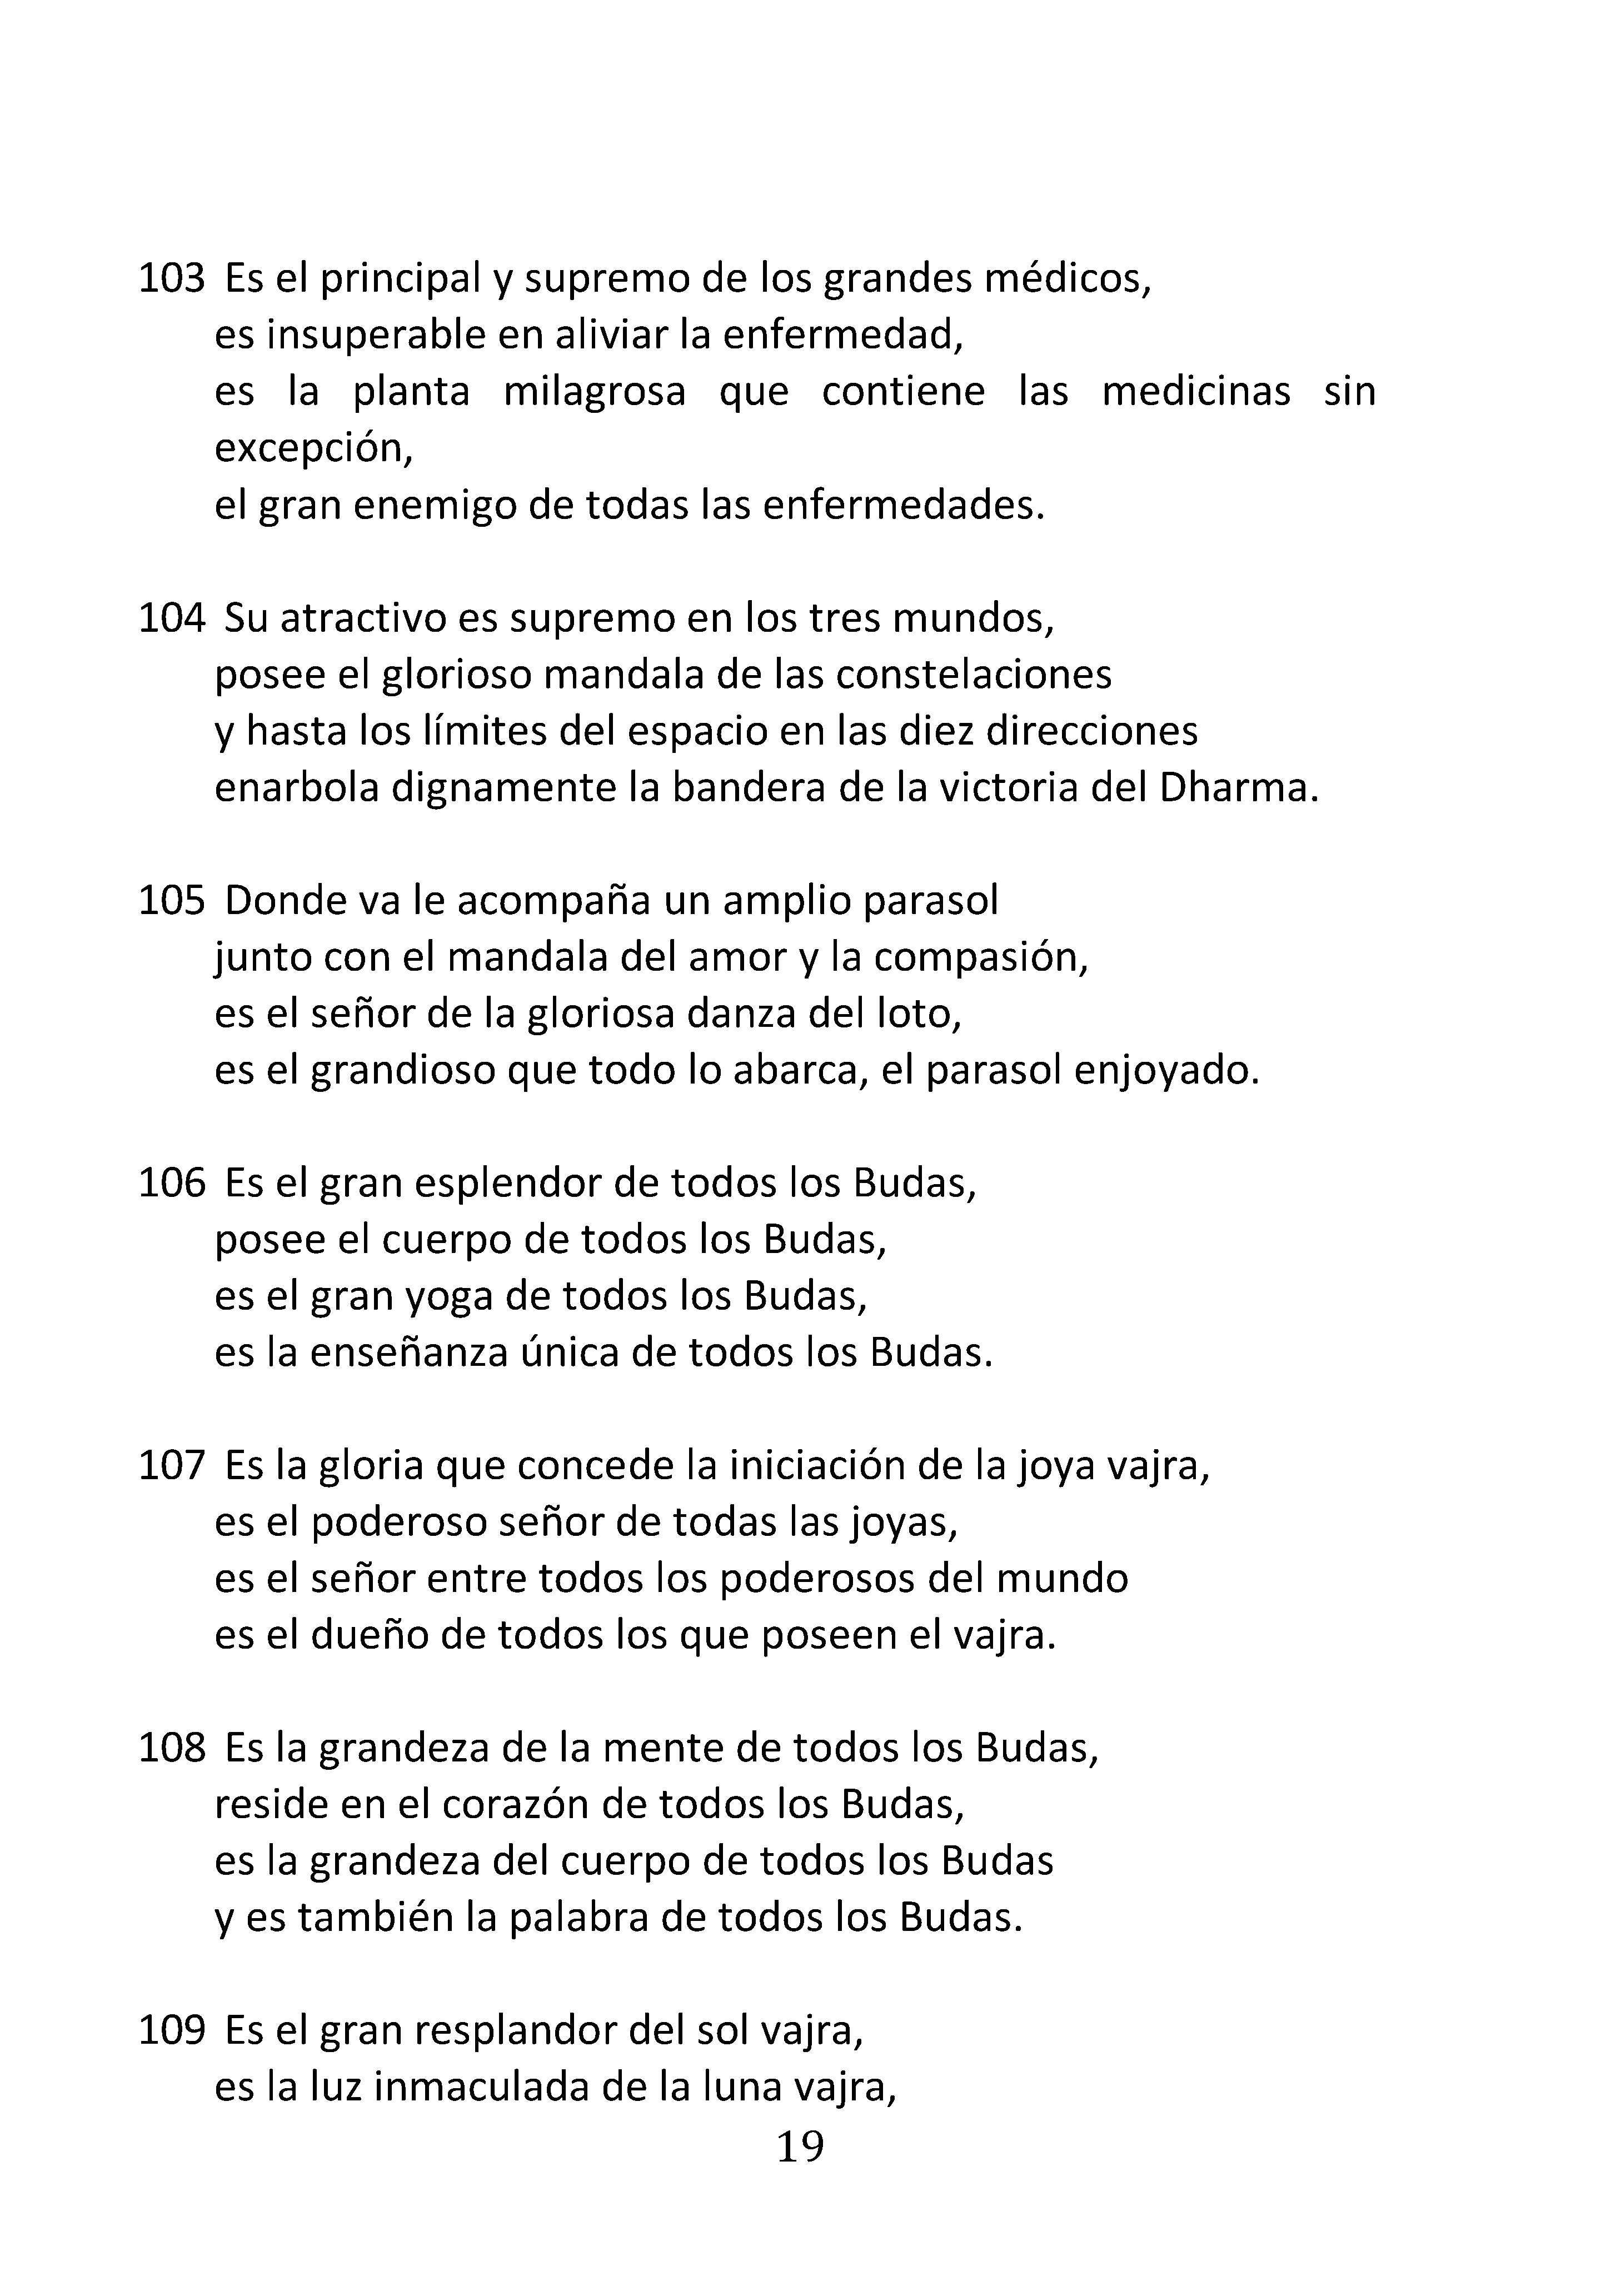 103 Es el principal y supremo de los grandes médicos,
es insuperable en aliviar la enfermedad,
es la planta milagrosa que contiene las medicinas sin
excepción,
el gran enemigo de todas las enfermedades.
104 Su atractivo es supremo en los tres mundos,
posee el glorioso mandala de las constelaciones
y hasta los límites del espacio en las diez direcciones
enarbola dignamente la bandera de la victoria del Dharma.
105 Donde va le acompaña un amplio parasol
junto con el mandala del amor y la compasión,
es el señor de la gloriosa danza del loto,
es el grandioso que todo lo abarca, el parasol enjoyado.
106 Es el gran esplendor de todos los Budas,
posee el cuerpo de todos los Budas,
es el gran yoga de todos los Budas,
es la enseñanza única de todos los Budas.
107 Es la gloria que concede la iniciación de la joya vajra,
es el poderoso señor de todas las joyas,
es el señor entre todos los poderosos del mundo
es el dueño de todos los que poseen el vajra.
108 Es la grandeza de la mente de todos los Budas,
reside en el corazón de todos los Budas,
es la grandeza del cuerpo de todos los Budas
y es también la palabra de todos los Budas.
109 Es el gran resplandor del sol vajra,
es la luz inmaculada de la luna vajra,
19